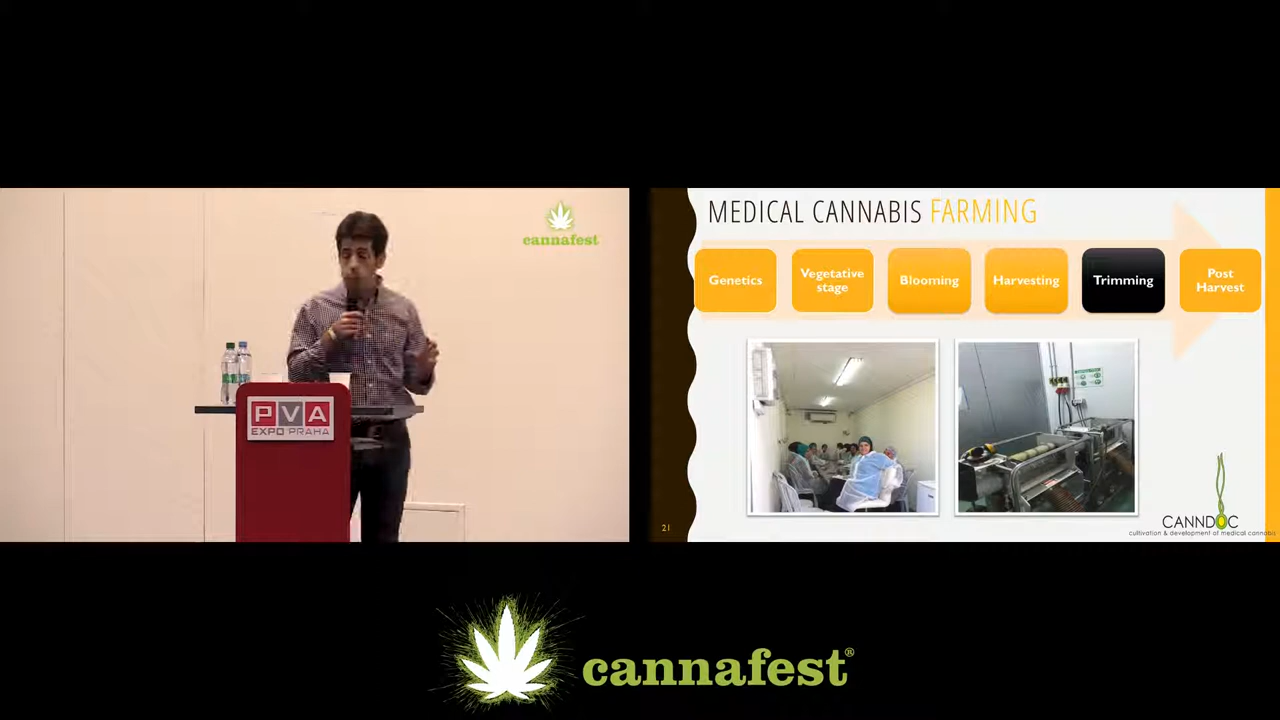 cannafest
PVA
EXPO PRAHA
MEDICAL CANNABIS FARMING
Genetics
Vegetative
stage
Blooming
Harvesting
Trimming
Post
Harvest
21
CANNDOC
cultivation & development of medical cannabis
cannafest®